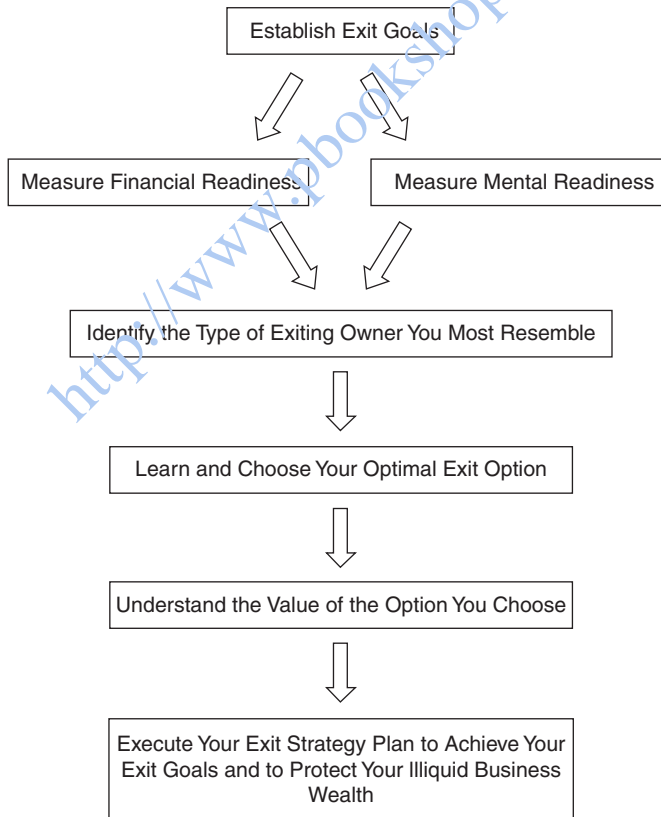 Establish Exit Goals
Measure Financial Readiness
Measure Mental Readiness
Identify the Type of Exiting Owner You Most Resemble
Learn and Choose Your Optimal Exit Option
Understand the Value of the Option You Choose
Execute Your Exit Strategy Plan to Achieve Your
Exit Goals and to Protect Your Illiquid Business
Wealth
http://www.pbookshop